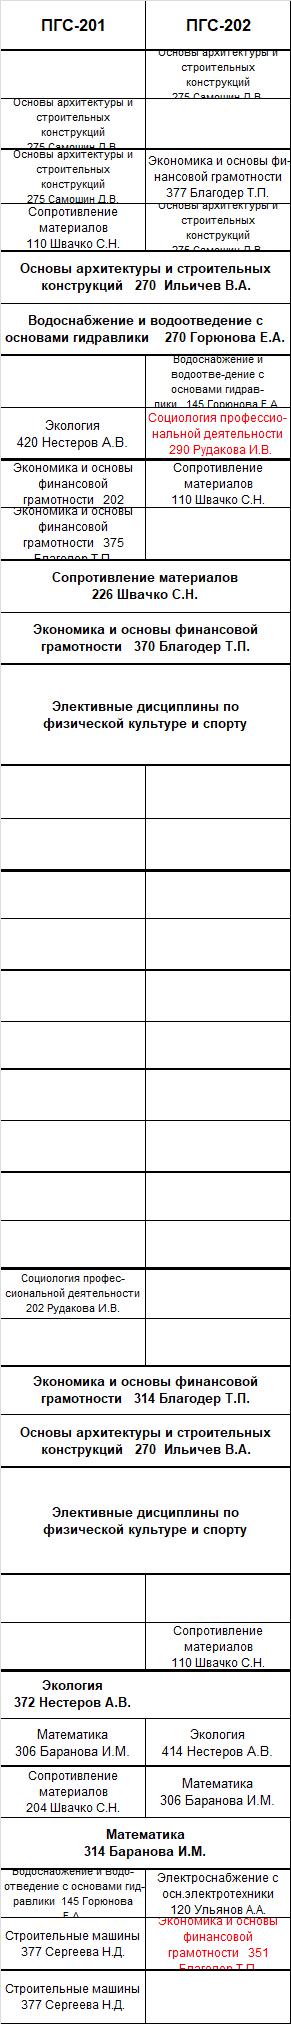 ПГС-201 ПГС-202
Основы архитектуры и
строительных
конструкций
275 Самошин Д.В.
Основы архитектуры и
строительных
конструкций
275 Самошин Д.В.
Основы архитектуры и
строительных
конструкций
275 Самошин Д.В.
Экономика и основы фи-
нансовой грамотности
377 Благодер Т.П.
Сопротивление
материалов
110 Швачко С.Н.
Основы архитектуры и
строительных
конструкций
275 Самошин Д.В.
Основы архитектуры и строительных
конструкций 270 Ильичев В.А.
Водоснабжение и водоотведение с
основами гидравлики 270 Горюнова Е.А.
Водоснабжение и
водоотве-дение с
основами гидрав-
лики 145 Горюнова Е.А.
Экология
420 Нестеров А.В.
Социология профессио-
нальной деятельности
290 Рудакова И.В.
Экономика и основы
финансовой
грамотности 202
Сопротивление
материалов
110 Швачко С.Н.
Экономика и основы
финансовой
грамотности 375
Благодер Т.П.
Сопротивление материалов
226 Швачко С.Н.
Экономика и основы финансовой
грамотности 370 Благодер Т.П.
Элективные дисциплины по
физической культуре и спорту
Социология профес-
сиональной деятельности
202 Рудакова И.В.
Экономика и основы финансовой
грамотности 314 Благодер Т.П.
Основы архитектуры и строительных
конструкций 270 Ильичев В.А.
Элективные дисциплины по
физической культуре и спорту
Сопротивление
материалов
110 Швачко С.Н.
Экология
372 Нестеров А.В.
Математика
306 Баранова И.М.
Экология
414 Нестеров А.В.
Сопротивление
материалов
204 Швачко С.Н.
Математика
306 Баранова И.М.
Математика
314 Баранова И.М.
Водоснабжение и водо-
отведение с основами гид-
равлики 145 Горюнова
Е.А.
Электроснабжение с
осн.электротехники
120 Ульянов А.А.
Строительные машины
377 Сергеева Н.Д.
Экономика и основы
финансовой
грамотности 351
Благодер Т.П.
Строительные машины
377 Сергеева Н.Д.